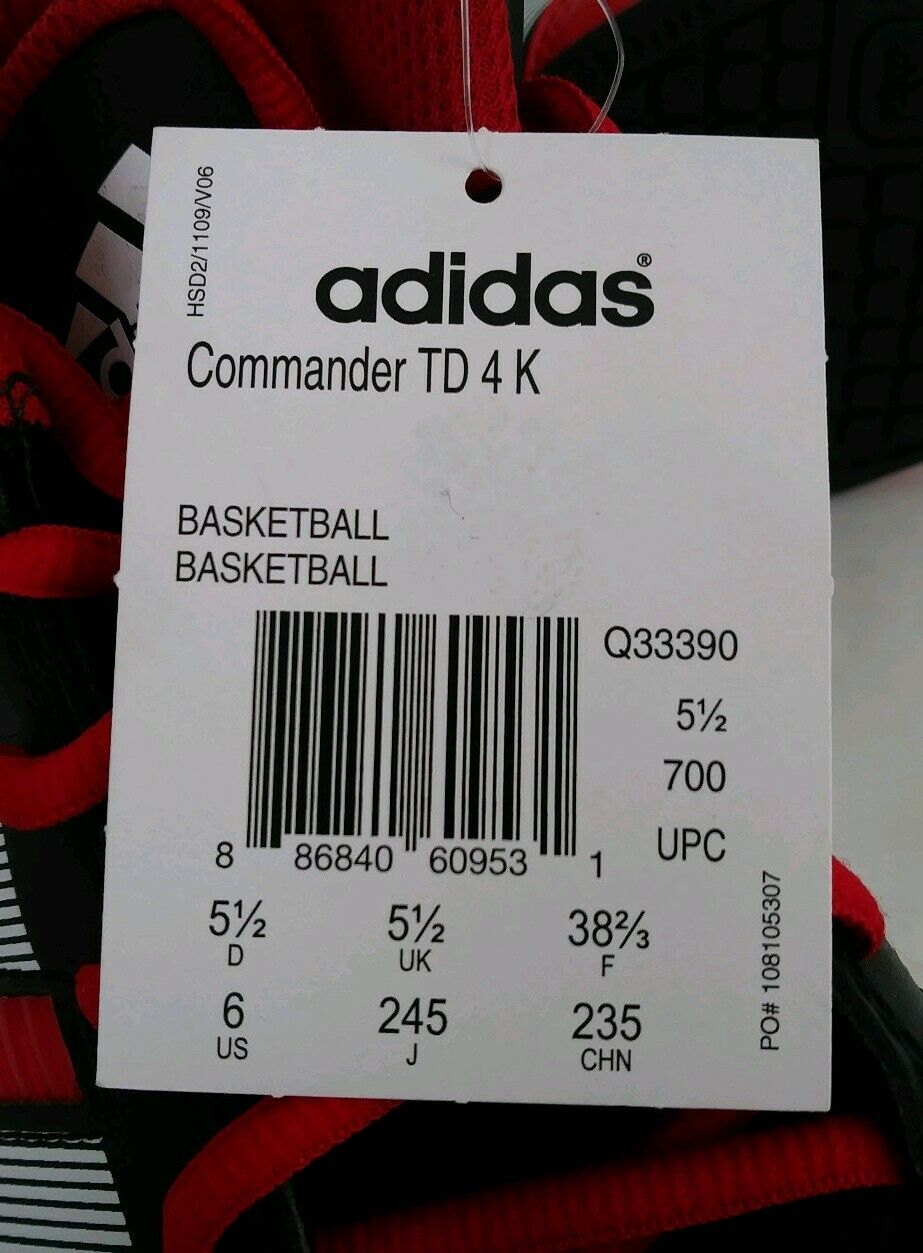 HSD2/1109/V06
adidas®
Commander TD 4 K
BASKETBALL
BASKETBALL
Q33390
5½
700
UPC
8 86840 60953 1
5½ 5½ 38⅔
D UK F
6 245 235
US J CHN
PO# 108105307